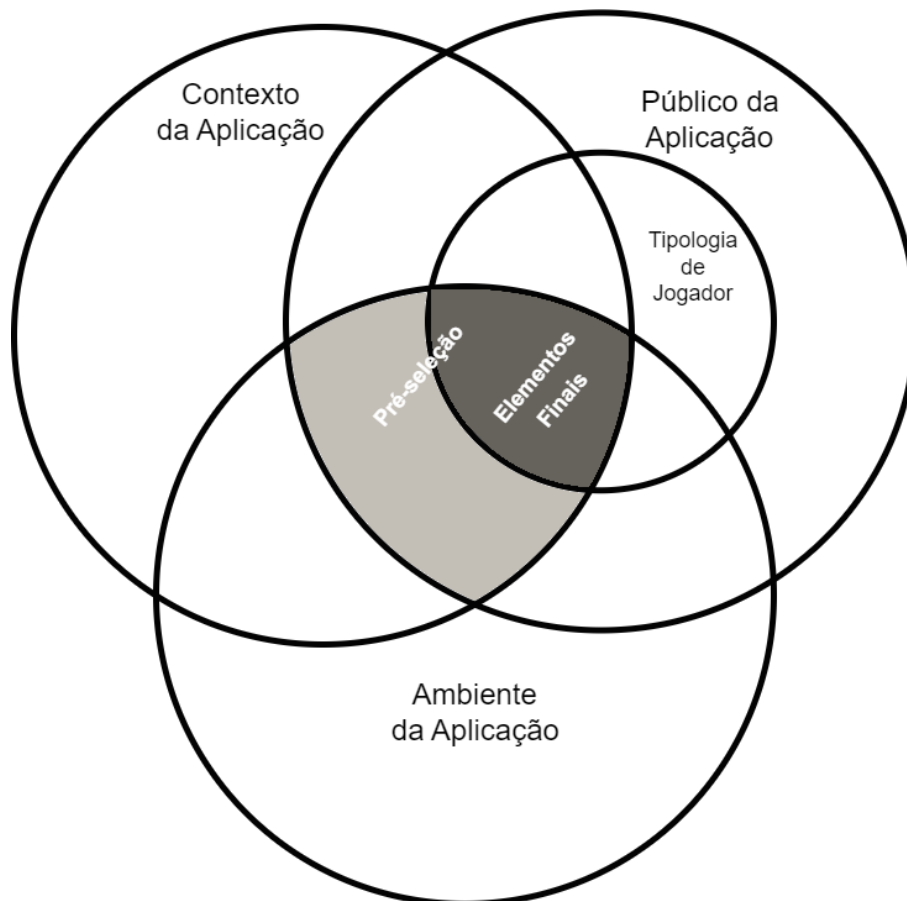 Contexto
da Aplicação
Público da
Aplicação
Tipologia
de
Jogador
Pré-seleção
Elementos
Finais
Ambiente
da Aplicação